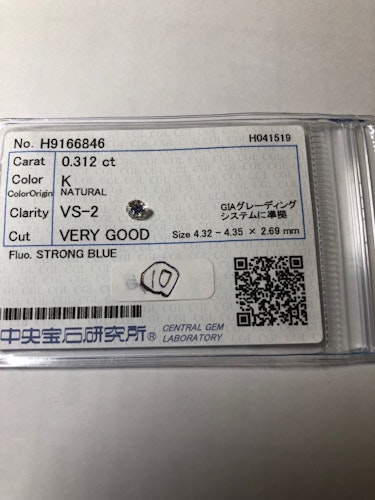 No. H9166846 H041519
Carat 0.312 ct
Color K
ColorOrigin NATURAL
Clarity VS-2 GIAグレーディング
システムに準拠
Cut VERY GOOD Size 4.32 - 4.35 × 2.69 mm
Fluo. STRONG BLUE
10
中央宝石研究所® CENTRAL GEM
LABORATORY